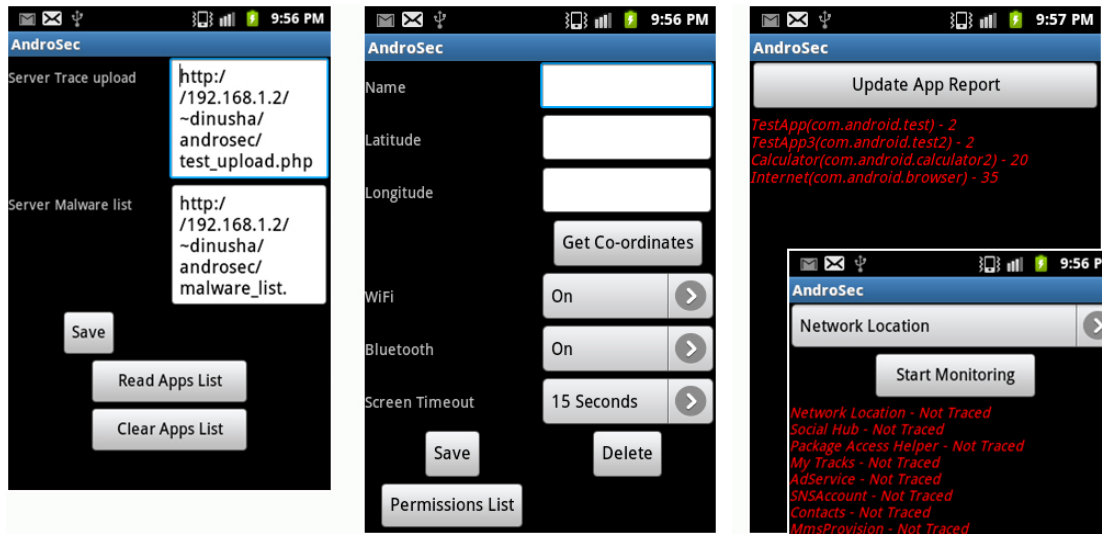 9:56 PM
AndroSec
Server Trace upload
http:/
/192.168.1.2/
~dinusha/
androsec/
test_upload.php
Server Malware list
http:/
/192.168.1.2/
~dinusha/
androsec/
malware_list.
Save
Read Apps List
Clear Apps List
9:56 PM
AndroSec
Name
Latitude
Longitude
Get Co-ordinates
WiFi
On
Bluetooth
On
Screen Timeout
15 Seconds
Save
Delete
Permissions List
9:57 PM
AndroSec
Update App Report
TestApp(com.android.test) - 2
TestApp3(com.android.test2) - 2
Calculator(com.android.calculator2) - 20
Internet(com.android.browser) - 35
9:56 P
AndroSec
Network Location
Start Monitoring
Network Location - Not Traced
Social Hub - Not Traced
Package Access Helper - Not Traced
My Tracks - Not Traced
AdService - Not Traced
SNSAccount - Not Traced
Contacts - Not Traced
MmsProvision - Not Traced